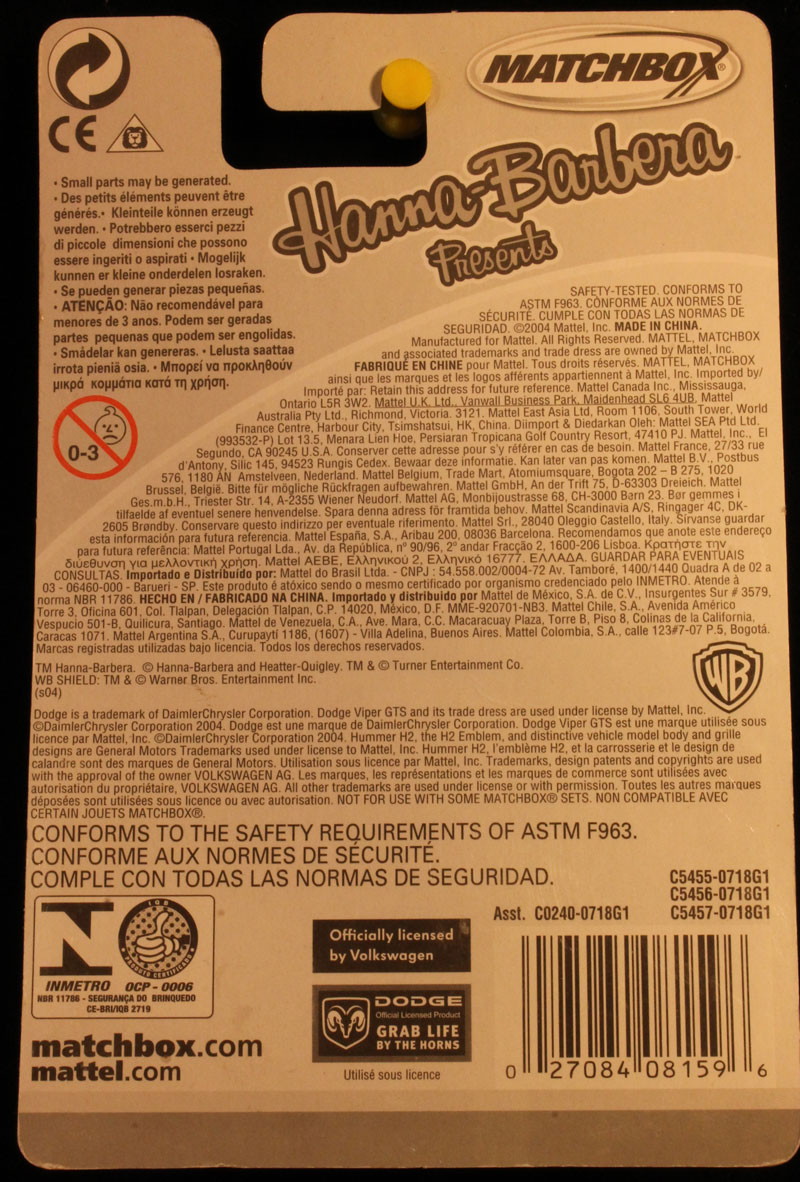 MATCHBOX®
CE
Hanna-Barbera
Presents
• Small parts may be generated.
• Des petits éléments peuvent être
générés.• Kleinteile können erzeugt
werden. • Potrebbero esserci pezzi
di piccole dimensioni che possono
essere ingeriti o aspirati • Mogelijk
kunnen er kleine onderdelen losraken.
• Se pueden generar piezas pequeñas.
• ATENÇÃO: Não recomendável para
menores de 3 anos. Podem ser geradas
partes pequenas que podem ser engolidas.
• Smådelar kan genereras. • Lelusta saattaa
irrota pieniä osia. • Μπορεί να προκληθούν
μικρά κομμάτια κατά τη χρήση.
0-3
SAFETY-TESTED. CONFORMS TO
ASTM F963. CONFORME AUX NORMES DE
SÉCURITÉ. CUMPLE CON TODAS LAS NORMAS DE
SEGURIDAD. ©2004 Mattel, Inc. MADE IN CHINA.
Manufactured for Mattel. All Rights Reserved. MATTEL, MATCHBOX
and associated trademarks and trade dress are owned by Mattel, Inc.
FABRIQUÉ EN CHINE pour Mattel. Tous droits réservés. MATTEL, MATCHBOX
ainsi que les marques et les logos afférents appartiennent à Mattel, Inc. Imported by/
Importé par: Retain this address for future reference. Mattel Canada Inc., Mississauga,
Ontario L5R 3W2. Mattel U.K. Ltd., Vanwall Business Park, Maidenhead SL6 4UB. Mattel
Australia Pty Ltd., Richmond, Victoria. 3121. Mattel East Asia Ltd, Room 1106, South Tower, World
Finance Centre, Harbour City, Tsimshatsui, HK, China. Diimport & Diedarkan Oleh: Mattel SEA Ptd Ltd.
(993532-P) Lot 13.5, Menara Lien Hoe, Persiaran Tropicana Golf Country Resort, 47410 PJ. Mattel, Inc., El
Segundo, CA 90245 U.S.A. Conserver cette adresse pour s'y référer en cas de besoin. Mattel France, 27/33 rue
d'Antony, Silic 145, 94523 Rungis Cedex. Bewaar deze informatie. Kan later van pas komen. Mattel B.V., Postbus
576, 1180 AN Amstelveen, Nederland. Mattel Belgium, Trade Mart, Atomiumsquare, Bogota 202 – B 275, 1020
Brussel, België. Bitte für mögliche Rückfragen aufbewahren. Mattel GmbH, An der Trift 75, D-63303 Dreieich. Mattel
Ges.m.b.H., Triester Str. 14, A-2355 Wiener Neudorf. Mattel AG, Monbijoustrasse 68, CH-3000 Bern 23. Bør gemmes i
tilfælde af eventuel senere henvendelse. Spara denna adress för framtida behov. Mattel Scandinavia A/S, Ringager 4C, DK-
2605 Brøndby. Conservare questo indirizzo per eventuale riferimento. Mattel Srl., 28040 Oleggio Castello, Italy. Sírvanse guardar
esta información para futura referencia. Mattel España, S.A., Aribau 200, 08036 Barcelona. Recomendamos que anote este endereço
para futura referência: Mattel Portugal Lda., Av. da República, nº 90/96, 2º andar Fracção 2, 1600-206 Lisboa. Κρατήστε την
διεύθυνση για μελλοντική χρήση. Mattel AEBE, Ελληνικού 2, Ελληνικό 16777. ΕΛΛΑΔΑ. GUARDAR PARA EVENTUAIS
CONSULTAS. Importado e Distribuído por: Mattel do Brasil Ltda. - CNPJ : 54.558.002/0004-72 Av. Tamboré, 1400/1440 Quadra A de 02 a
03 - 06460-000 - Barueri - SP. Este produto é atóxico sendo o mesmo certificado por organismo credenciado pelo INMETRO. Atende à
norma NBR 11786. HECHO EN / FABRICADO NA CHINA. Importado y distribuido por Mattel de México, S.A. de C.V., Insurgentes Sur # 3579,
Torre 3, Oficina 601, Col. Tlalpan, Delegación Tlalpan, C.P. 14020, México, D.F. MME-920701-NB3. Mattel Chile, S.A., Avenida Américo
Vespucio 501-B, Quilicura, Santiago. Mattel de Venezuela, C.A., Ave. Mara, C.C. Macaracuay Plaza, Torre B, Piso 8, Colinas de la California,
Caracas 1071. Mattel Argentina S.A., Curupaytí 1186, (1607) - Villa Adelina, Buenos Aires. Mattel Colombia, S.A., calle 123#7-07 P.5, Bogotá.
Marcas registradas utilizadas bajo licencia. Todos los derechos reservados.
TM Hanna-Barbera. © Hanna-Barbera and Heatter-Quigley. TM & © Turner Entertainment Co.
WB SHIELD: TM & © Warner Bros. Entertainment Inc.
(s04)
WB
Dodge is a trademark of DaimlerChrysler Corporation. Dodge Viper GTS and its trade dress are used under license by Mattel, Inc.
©DaimlerChrysler Corporation 2004. Dodge est une marque de DaimlerChrysler Corporation. Dodge Viper GTS est une marque utilisée sous
licence par Mattel, Inc. ©DaimlerChrysler Corporation 2004. Hummer H2, the H2 Emblem, and distinctive vehicle model body and grille
designs are General Motors Trademarks used under license to Mattel, Inc. Hummer H2, l'emblème H2, et la carrosserie et le design de
calandre sont des marques de General Motors. Utilisation sous licence par Mattel, Inc. Trademarks, design patents and copyrights are used
with the approval of the owner VOLKSWAGEN AG. Les marques, les représentations et les marques de commerce sont utilisées avec
autorisation du propriétaire, VOLKSWAGEN AG. All other trademarks are used under license or with permission. Toutes les autres marques
déposées sont utilisées sous licence ou avec autorisation. NOT FOR USE WITH SOME MATCHBOX® SETS. NON COMPATIBLE AVEC
CERTAIN JOUETS MATCHBOX®.
CONFORMS TO THE SAFETY REQUIREMENTS OF ASTM F963.
CONFORME AUX NORMES DE SÉCURITÉ.
COMPLE CON TODAS LAS NORMAS DE SEGURIDAD.
C5455-0718G1
C5456-0718G1
Asst. C0240-0718G1 C5457-0718G1
IQB
PRODUTO CERTIFICADO
INMETRO OCP - 0006
NBR 11786 - SEGURANÇA DO BRINQUEDO
CE-BRI/IQB 2719
Officially licensed
by Volkswagen
DODGE
Official Licensed Product
GRAB LIFE
BY THE HORNS
Utilisé sous licence
matchbox.com
mattel.com
0 27084 08159 6